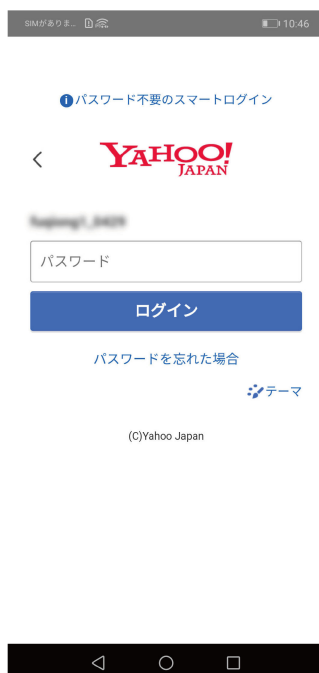 SIMがありま... 10:46
パスワード不要のスマートログイン
YAHOO!
JAPAN
パスワード
ログイン
パスワードを忘れた場合
テーマ
(C)Yahoo Japan